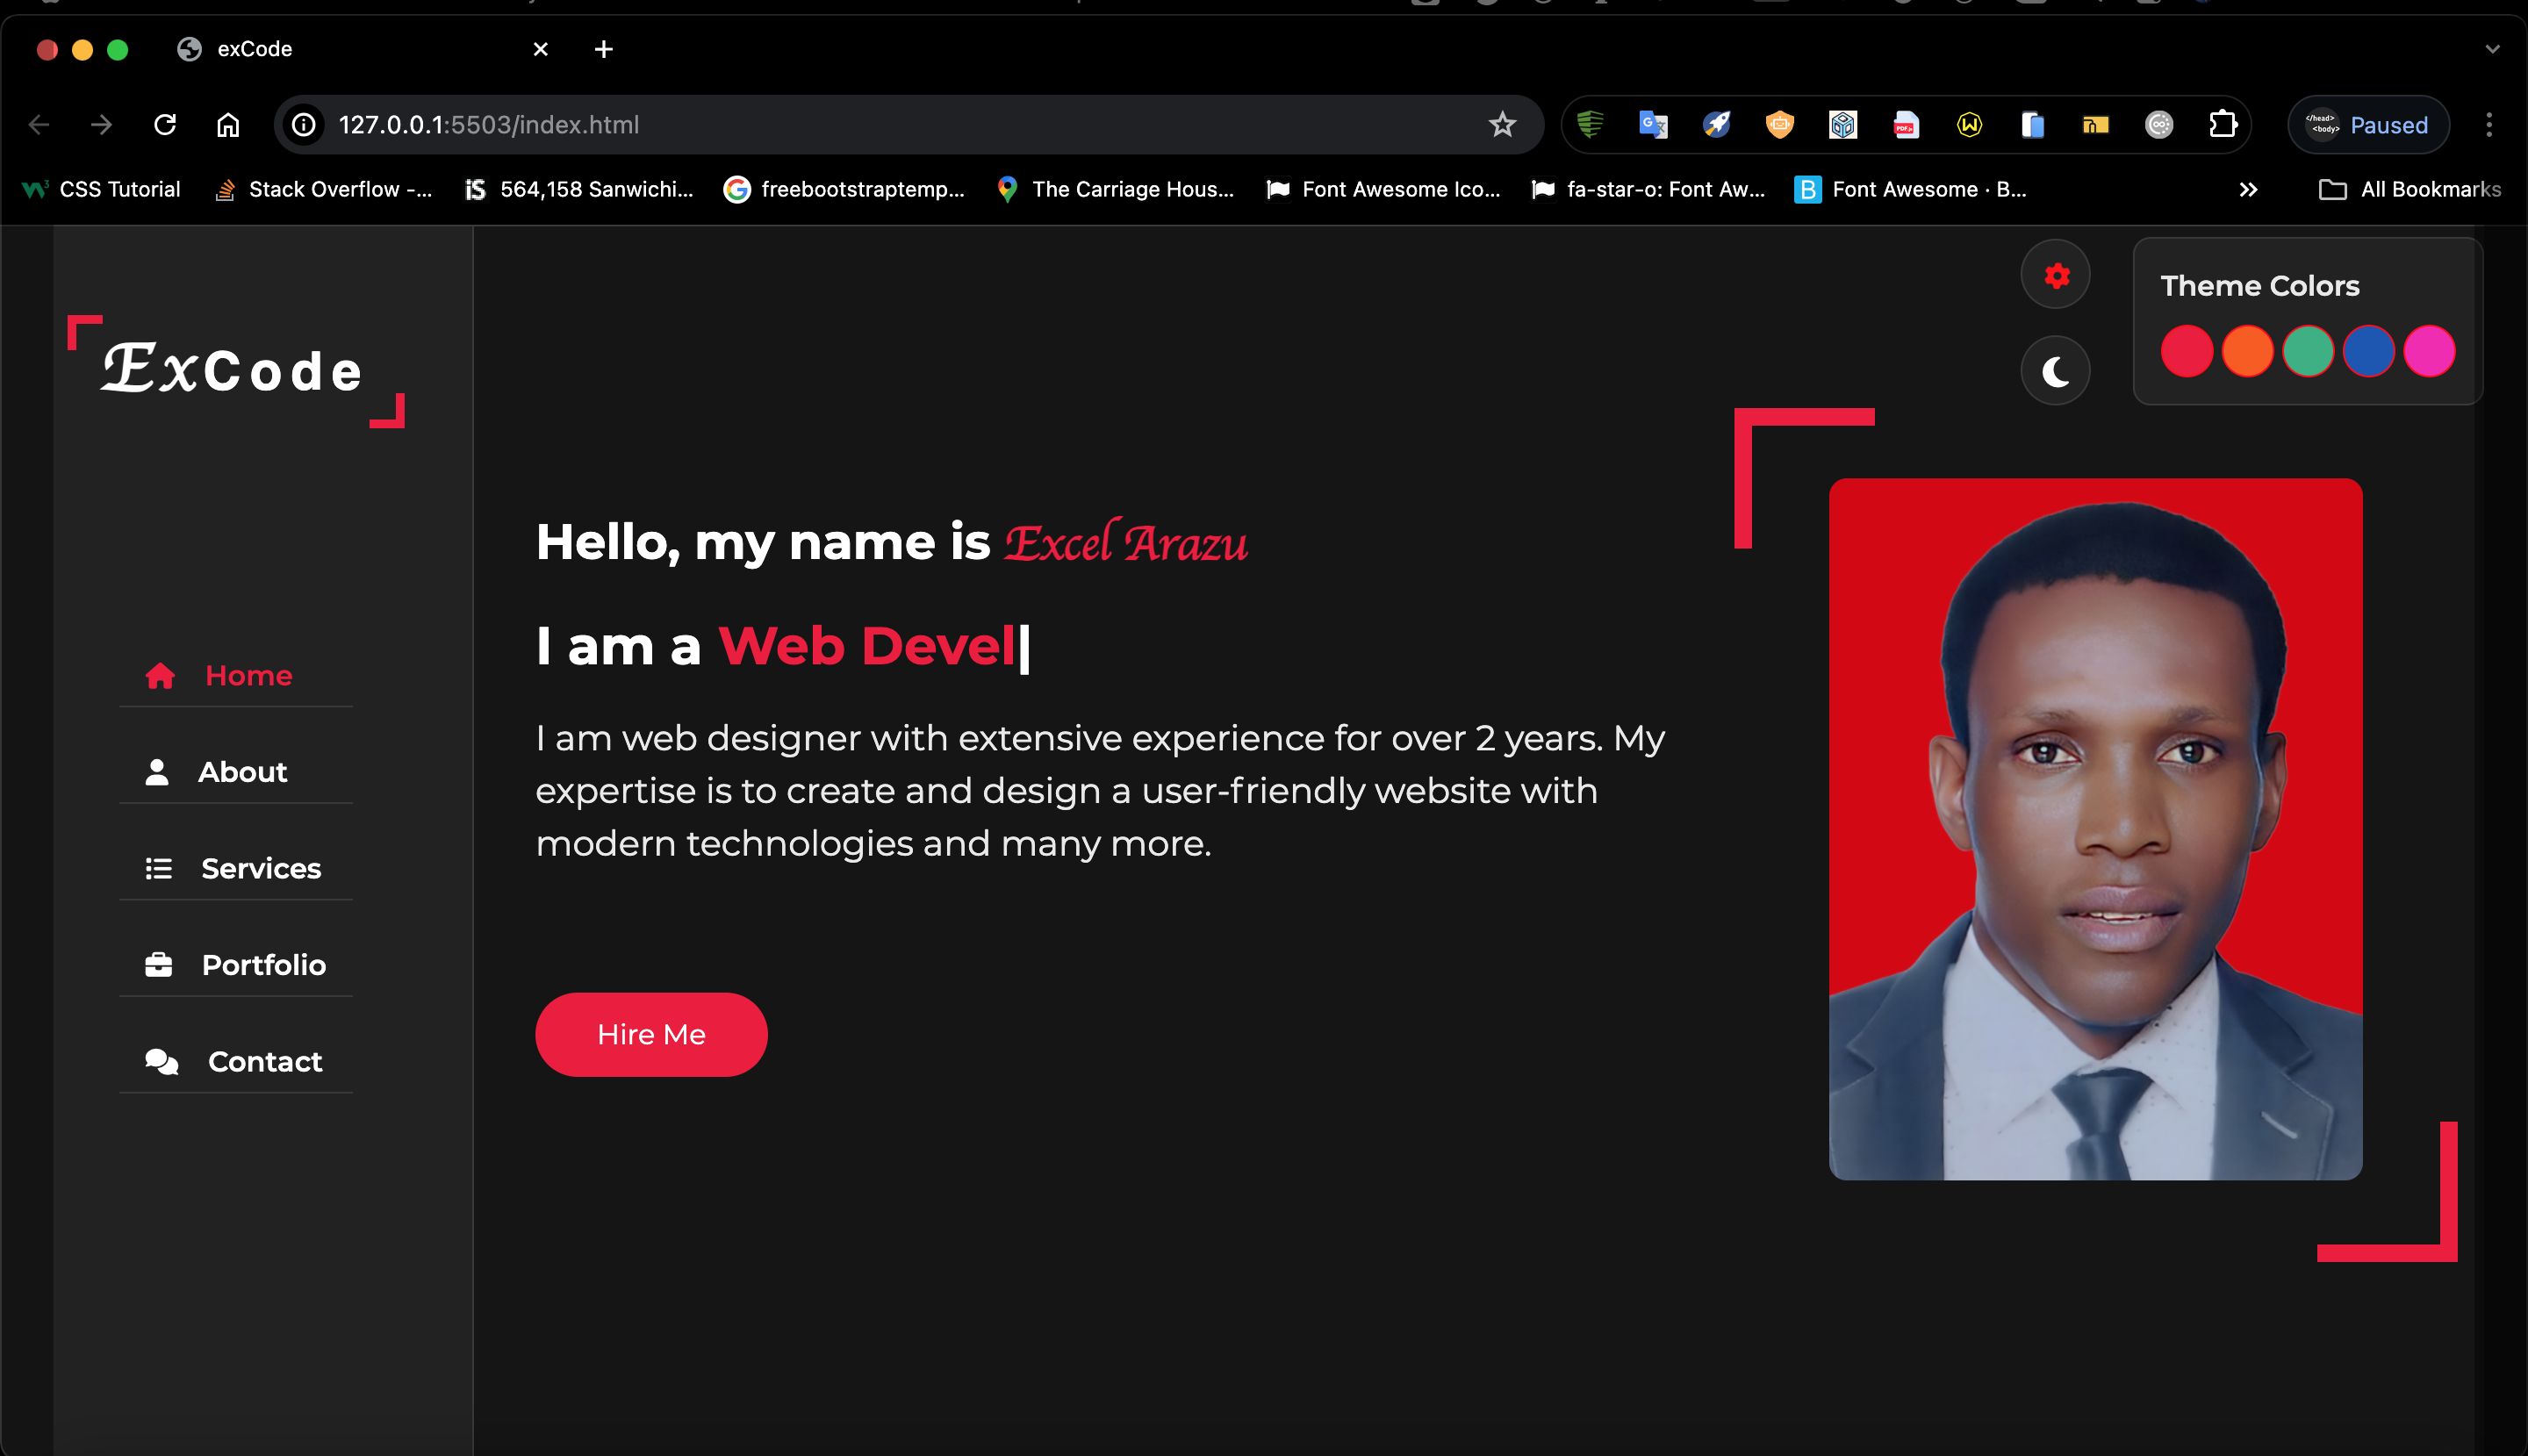 exCode
127.0.0.1:5503/index.html
Paused
CSS Tutorial
Stack Overflow -...
564,158 Sanwichi...
freebootstraptemp...
The Carriage Hous...
Font Awesome Ico...
fa-star-o: Font Aw...
Font Awesome · B...
All Bookmarks
ExCode
Home
About
Services
Portfolio
Contact
Theme Colors
Hello, my name is Excel Arazu
I am a Web Devel|
I am web designer with extensive experience for over 2 years. My
expertise is to create and design a user-friendly website with
modern technologies and many more.
Hire Me